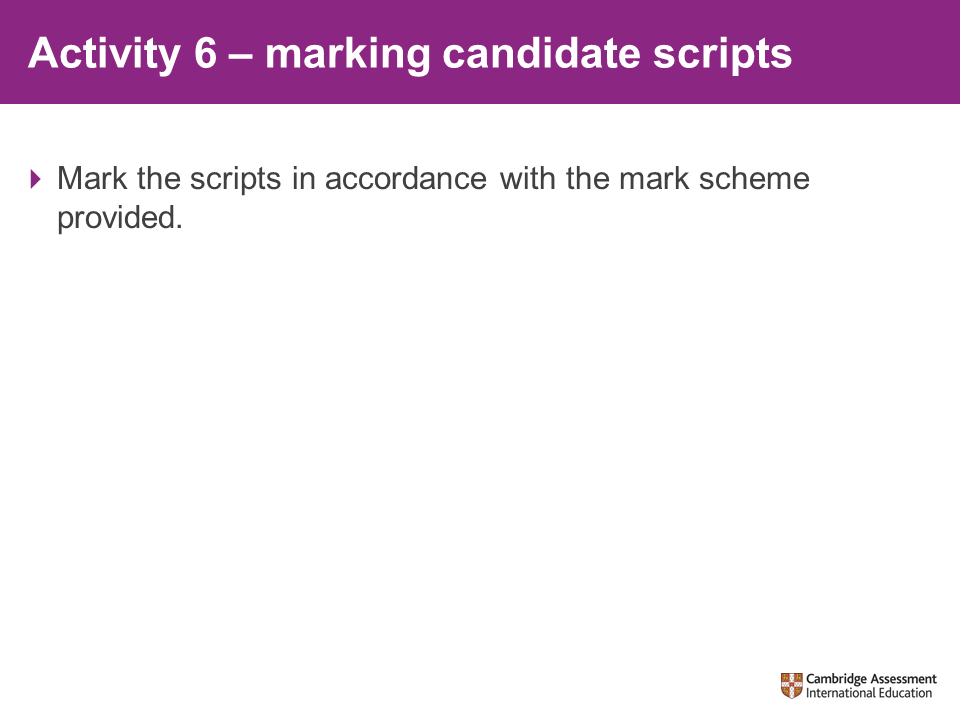 Activity 6 – marking candidate scripts
Mark the scripts in accordance with the mark scheme
provided.
Cambridge Assessment
International Education